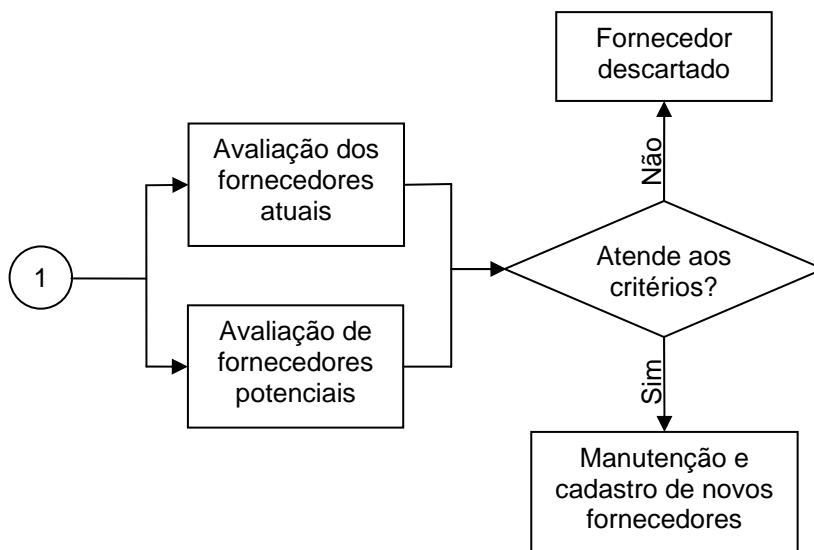 1
Avaliação dos
fornecedores
atuais
Avaliação de
fornecedores
potenciais
Atende aos
critérios?
Não
Fornecedor
descartado
Sim
Manutenção e
cadastro de novos
fornecedores